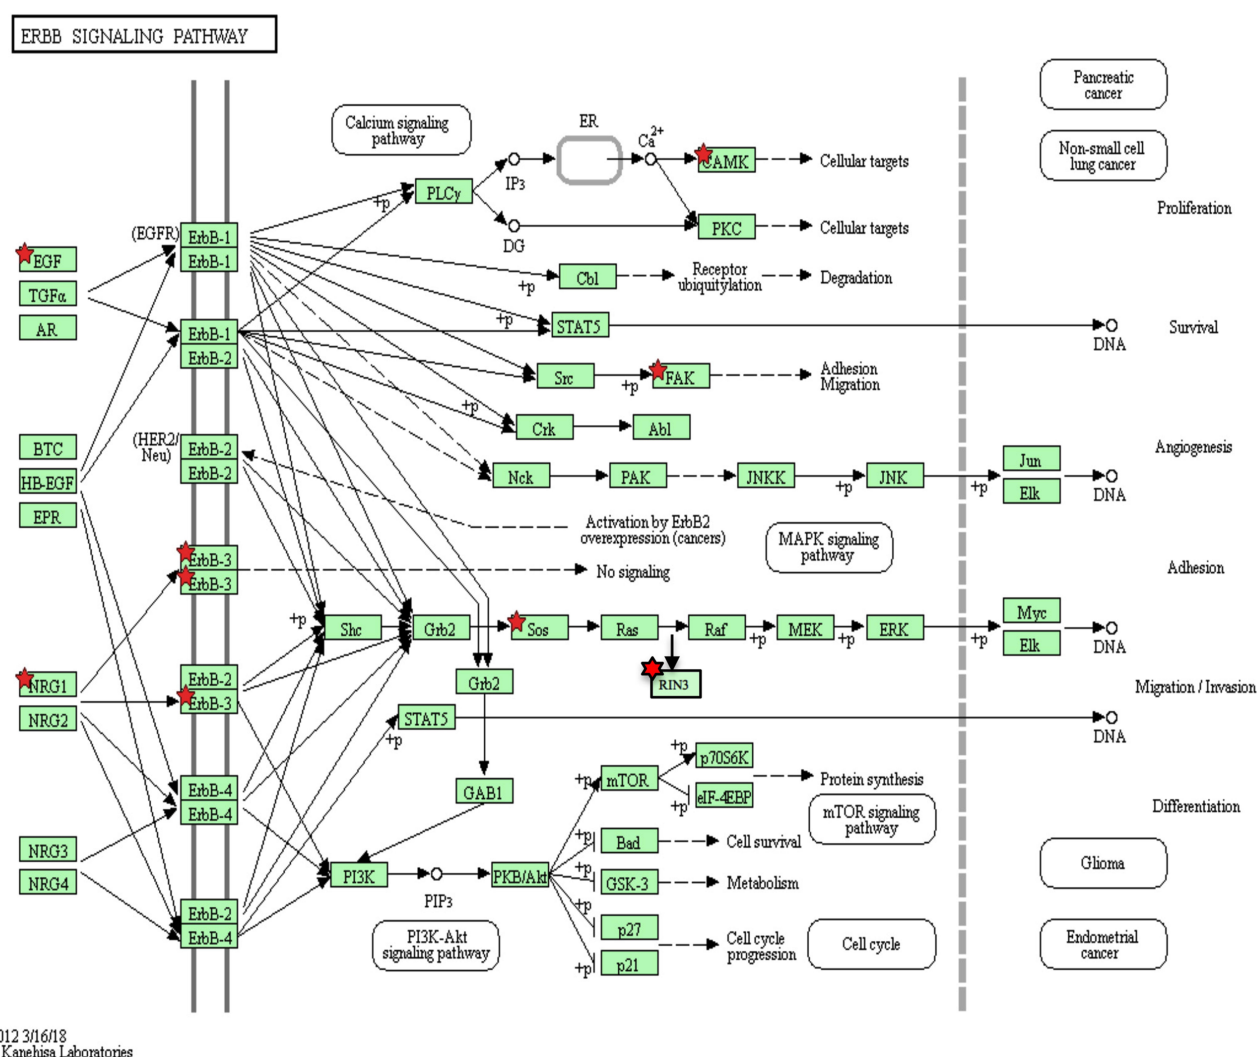 ERBB SIGNALING PATHWAY
Pancreatic
cancer
Calcium signaling
pathway
ER
Ca2+
Non-small cell
lung cancer
CAMK
Cellular targets
IP3
PLCγ
+p
Proliferation
(EGFR)
ErbB-1
ErbB-1
DG
PKC
Cellular targets
EGF
TGFα
AR
Cbl
+p
Receptor
ubiquitylation
Degradation
ErbB-1
ErbB-2
+p
STAT5
DNA
Survival
Src
+p
FAK
Adhesion
Migration
+p
Crk
Abl
BTC
HB-EGF
EPR
(HER2/
Neu)
ErbB-2
ErbB-2
Angiogenesis
Nck
PAK
JNKK
+p
JNK
+p
Jun
Elk
DNA
Activation by ErbB2
overexpression (cancers)
MAPK signaling
pathway
ErbB-3
ErbB-3
No signaling
Adhesion
+p
Shc
Grb2
Sos
Ras
Raf
+p
MEK
+p
ERK
+p
Myc
Elk
DNA
NRG1
NRG2
ErbB-2
ErbB-3
Grb2
RIN3
Migration / Invasion
STAT5
+p
DNA
ErbB-4
ErbB-4
GAB1
+p
mTOR
+p
p70S6K
+p
eIF-4EBP
Protein synthesis
mTOR signaling
pathway
Differentiation
NRG3
NRG4
+p
Bad
Cell survival
Glioma
PI3K
PIP3
PKB/Akt
+p
GSK-3
Metabolism
ErbB-2
ErbB-4
PI3K-Akt
signaling pathway
+p
p27
+p
p21
Cell cycle
progression
Cell cycle
Endometrial
cancer
012 3/16/18
Kanehisa Laboratories